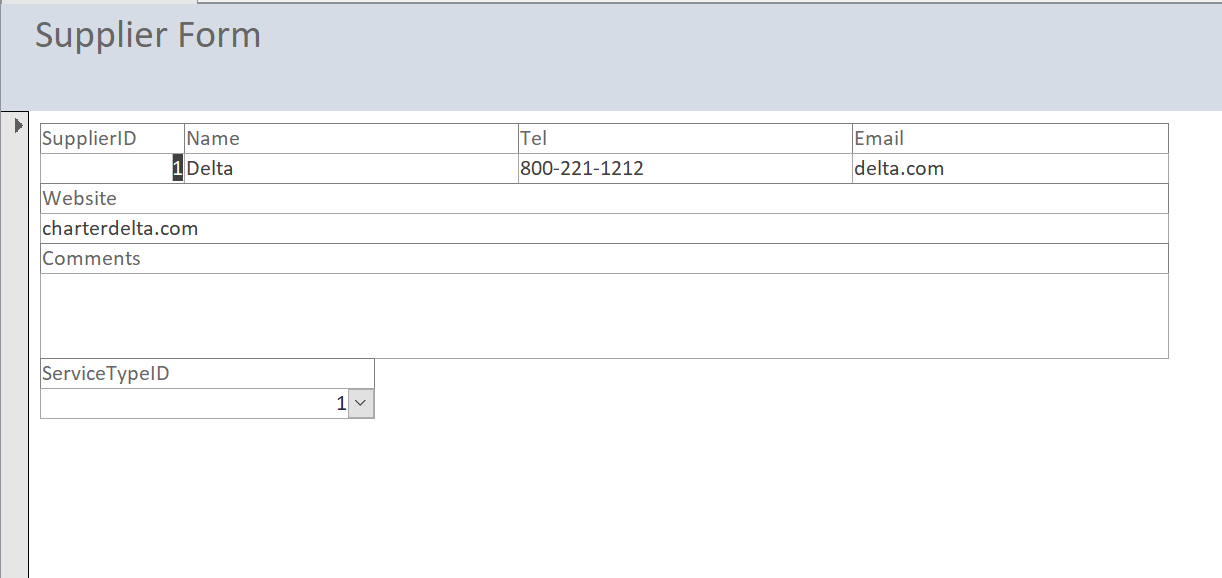 Supplier Form
SupplierID Name Tel Email
1 Delta 800-221-1212 delta.com
Website
charterdelta.com
Comments
ServiceTypeID
1